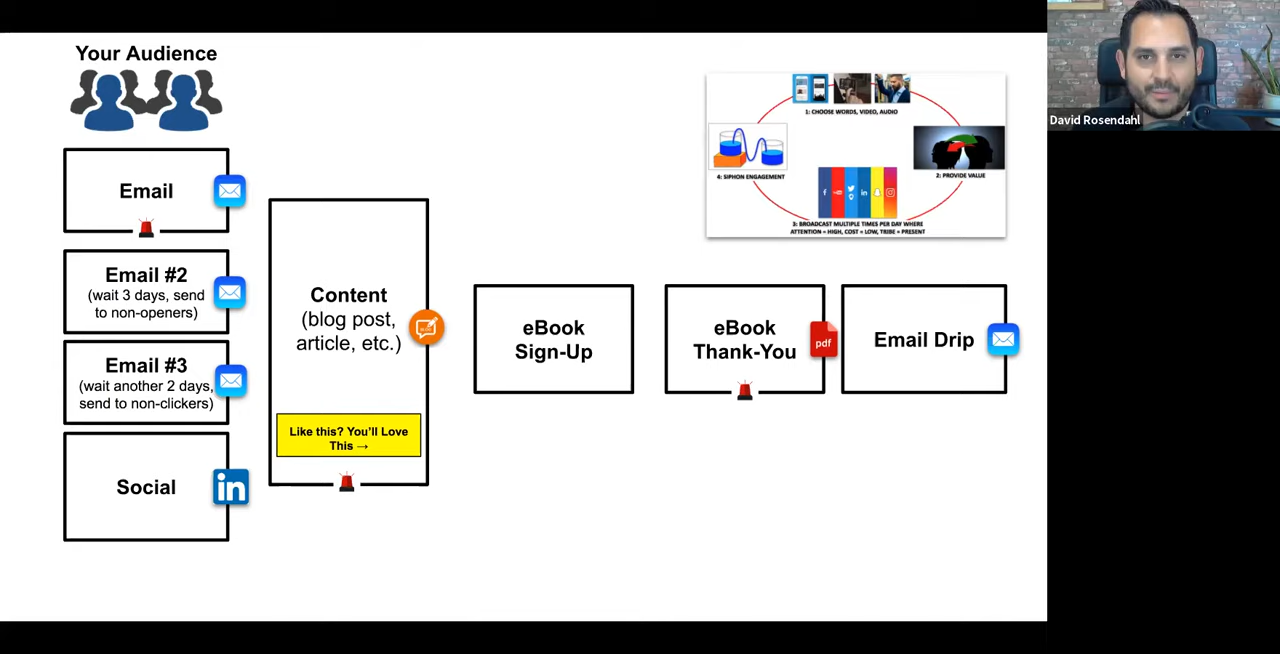 Your Audience
Email
Email #2
(wait 3 days, send
to non-openers)
Email #3
(wait another 2 days,
send to non-clickers)
Social
in
Content
(blog post,
article, etc.)
Like this? You'll Love
This →
eBook
Sign-Up
eBook
Thank-You
pdf
Email Drip
1: CHOOSE WORDS, VIDEO, AUDIO
2: PROVIDE VALUE
3: BROADCAST MULTIPLE TIMES PER DAY WHERE
ATTENTION = HIGH, COST = LOW, TRIBE = PRESENT
4: SIPHON ENGAGEMENT
David Rosendahl